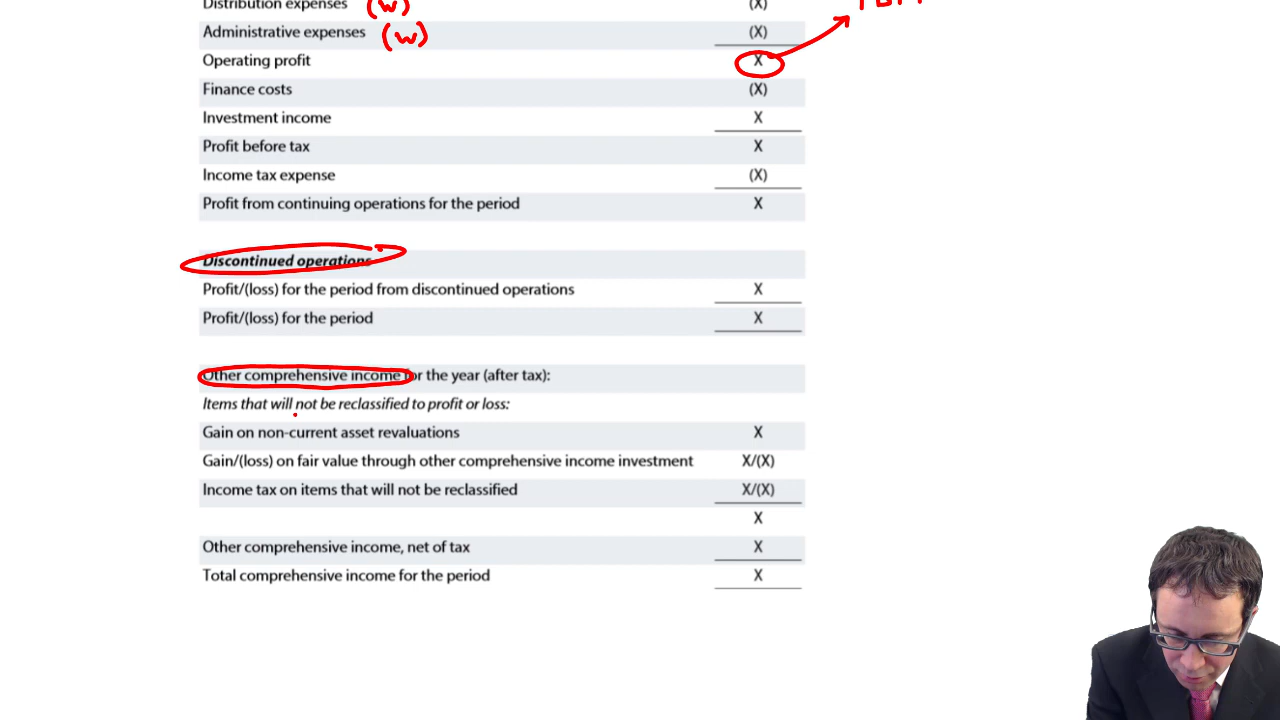 Distribution expenses (w) (X)
Administrative expenses (w) (X)
Operating profit X
Finance costs (X)
Investment income X
Profit before tax X
Income tax expense (X)
Profit from continuing operations for the period X
Discontinued operations
Profit/(loss) for the period from discontinued operations X
Profit/(loss) for the period X
Other comprehensive income for the year (after tax):
Items that will not be reclassified to profit or loss:
Gain on non-current asset revaluations X
Gain/(loss) on fair value through other comprehensive income investment X/(X)
Income tax on items that will not be reclassified X/(X)
X
Other comprehensive income, net of tax X
Total comprehensive income for the period X